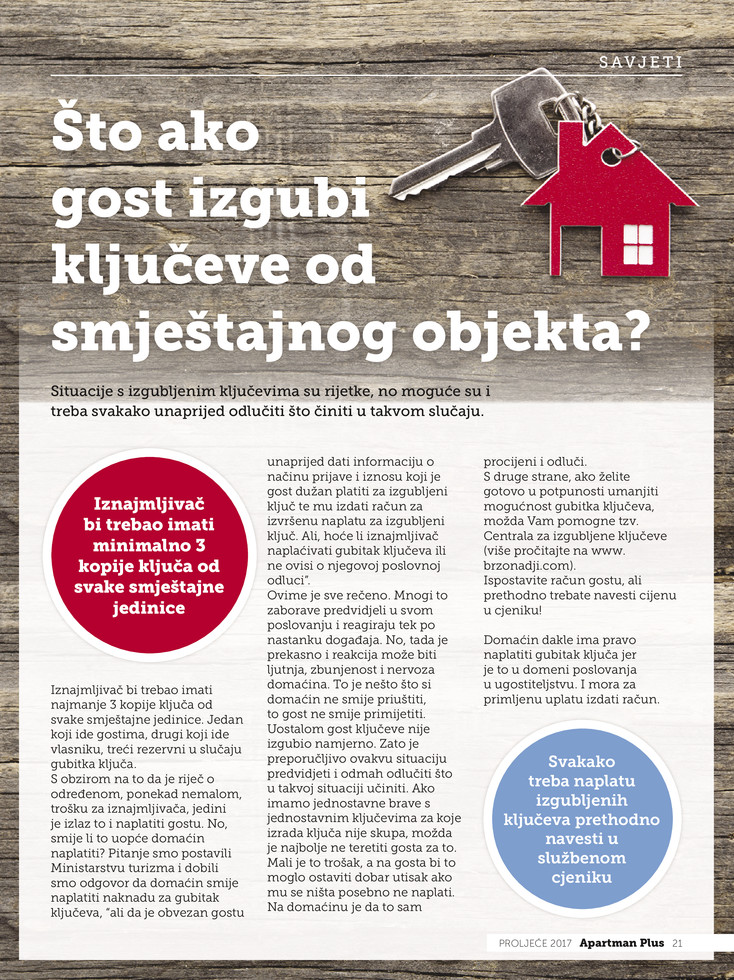 SAVJETI
Što ako
gost izgubi
ključeve od
smještajnog objekta?
Situacije s izgubljenim ključevima su rijetke, no moguće su i
treba svakako unaprijed odlučiti što činiti u takvom slučaju.
Iznajmljivač
bi trebao imati
minimalno 3
kopije ključa od
svake smještajne
jedinice
Iznajmljivač bi trebao imati
najmanje 3 kopije ključa od
svake smještajne jedinice. Jedan
koji ide gostima, drugi koji ide
vlasniku, treći rezervni u slučaju
gubitka ključa.
S obzirom na to da je riječ o
određenom, ponekad nemalom,
trošku za iznajmljivača, jedini
je izlaz to i naplatiti gostu. No,
smije li to uopće domaćin
naplatiti? Pitanje smo postavili
Ministarstvu turizma i dobili
smo odgovor da domaćin smije
naplatiti naknadu za gubitak
ključeva, “ali da je obvezan gostu
unaprijed dati informaciju o
načinu prijave i iznosu koji je
gost dužan platiti za izgubljeni
ključ te mu izdati račun za
izvršenu naplatu za izgubljeni
ključ. Ali, hoće li iznajmljivač
naplaćivati gubitak ključeva ili
ne ovisi o njegovoj poslovnoj
odluci”.
Ovime je sve rečeno. Mnogi to
zaborave predvidjeli u svom
poslovanju i reagiraju tek po
nastanku događaja. No, tada je
prekasno i reakcija može biti
ljutnja, zbunjenost i nervoza
domaćina. To je nešto što si
domaćin ne smije priuštiti,
to gost ne smije primijetiti.
Uostalom gost ključeve nije
izgubio namjerno. Zato je
preporučljivo ovakvu situaciju
predvidjeti i odmah odlučiti što
u takvoj situaciji učiniti. Ako
imamo jednostavne brave s
jednostavnim ključevima za koje
izrada ključa nije skupa, možda
je najbolje ne teretiti gosta za to.
Mali je to trošak, a na gosta bi to
moglo ostaviti dobar utisak ako
mu se ništa posebno ne naplati.
Na domaćinu je da to sam
procijeni i odluči.
S druge strane, ako želite
gotovo u potpunosti umanjiti
mogućnost gubitka ključeva,
možda Vam pomogne tzv.
Centrala za izgubljene ključeve
(više pročitajte na www.
brzonadji.com).
Ispostavite račun gostu, ali
prethodno trebate navesti cijenu
u cjeniku!
Domaćin dakle ima pravo
naplatiti gubitak ključa jer
je to u domeni poslovanja
u ugostiteljstvu. I mora za
primljenu uplatu izdati račun.
Svakako
treba naplatu
izgubljenih
ključeva prethodno
navesti u
službenom
cjeniku
PROLJEĆE 2017 Apartman Plus 21